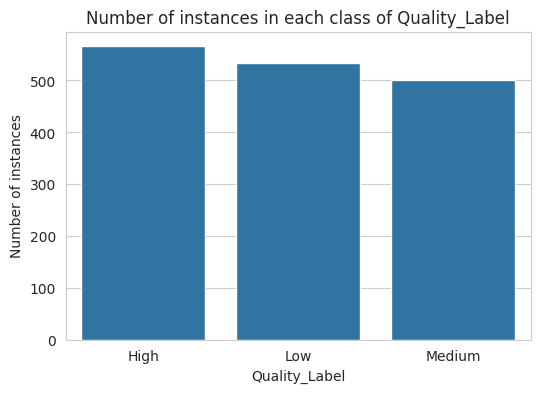 Number of instances in each class of Quality_Label
Number of instances
500
400
300
200
100
0
High Low Medium
Quality_Label